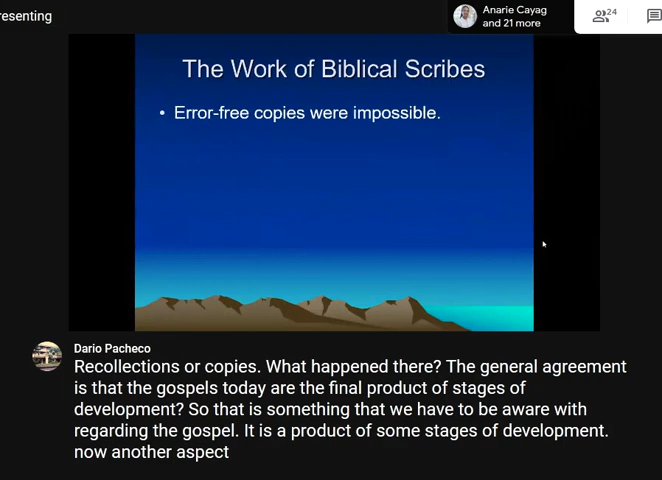 resenting
Anarie Cayag
and 21 more
24
The Work of Biblical Scribes
• Error-free copies were impossible.
Dario Pacheco
Recollections or copies. What happened there? The general agreement
is that the gospels today are the final product of stages of
development? So that is something that we have to be aware with
regarding the gospel. It is a product of some stages of development.
now another aspect